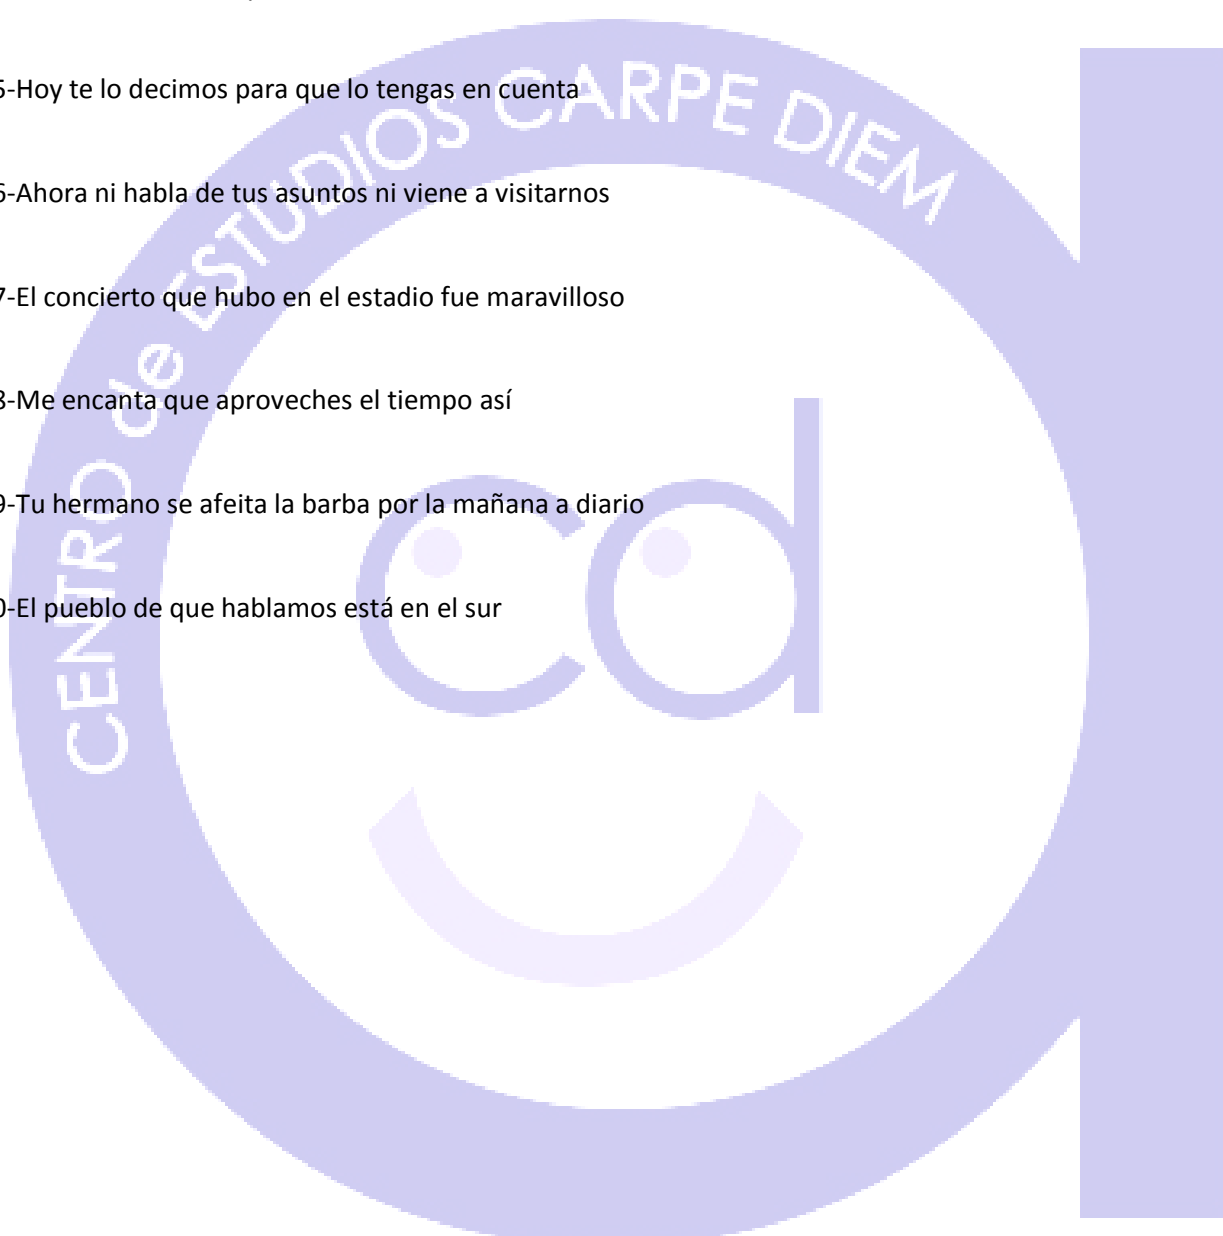 5-Hoy te lo decimos para que lo tengas en cuenta
6-Ahora ni habla de tus asuntos ni viene a visitarnos
7-El concierto que hubo en el estadio fue maravilloso
8-Me encanta que aproveches el tiempo así
9-Tu hermano se afeita la barba por la mañana a diario
0-El pueblo de que hablamos está en el sur
CENTRO de ESTUDIOS CARPE DIEM
cd